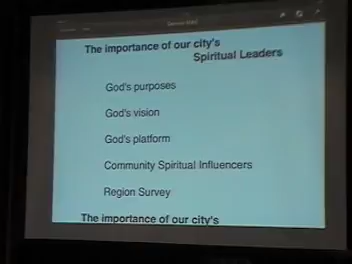 The importance of our city's
Spiritual Leaders
God's purposes
God's vision
God's platform
Community Spiritual Influencers
Region Survey
The importance of our city's